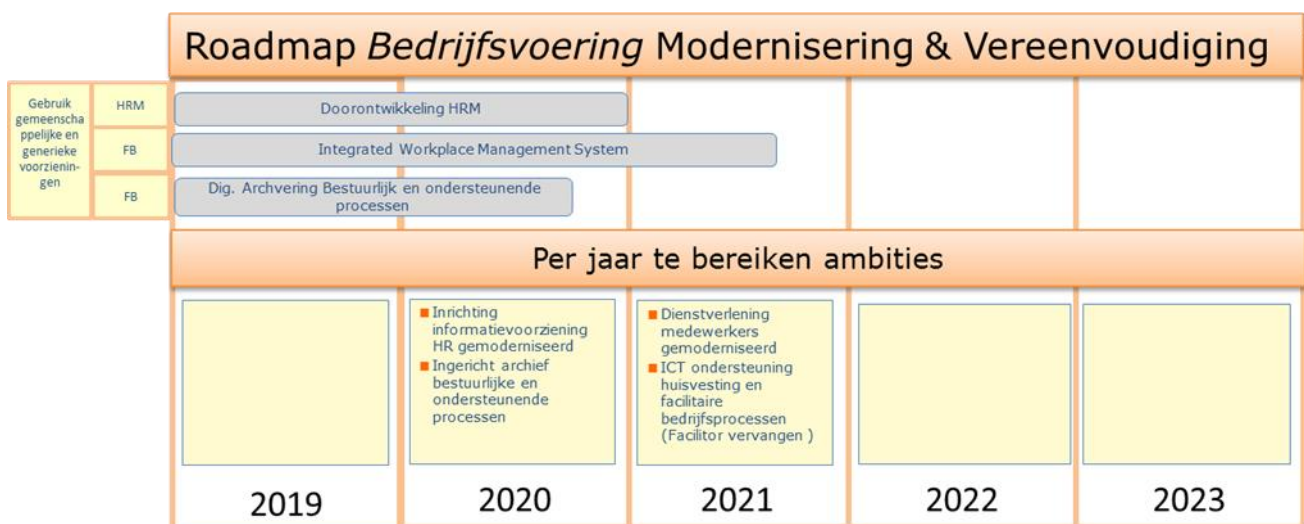 Roadmap Bedrijfsvoering Modernisering & Vereenvoudiging
Gebruik
gemeenscha
ppelijke en
generieke
voorzienin-
gen
HRM
Doorontwikkeling HRM
FB
Integrated Workplace Management System
FB
Dig. Archvering Bestuurlijk en ondersteunende
processen
Per jaar te bereiken ambities
Inrichting
informatievoorziening
HR gemoderniseerd
Ingericht archief
bestuurlijke en
ondersteunende
processen
Dienstverlening
medewerkers
gemoderniseerd
ICT ondersteuning
huisvesting en
facilitaire
bedrijfsprocessen
(Facilitor vervangen )
2019
2020
2021
2022
2023